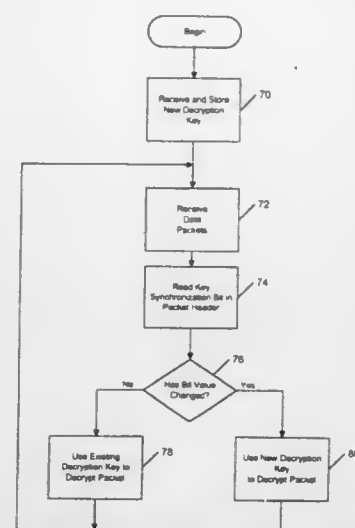 Begin
Receive and Store
New Decryption
Key
70
Receive
Data
Packets
72
Read Key
Synchronization Bit in
Packet Header
74
Has Bit Value
Changed?
76
No
Yes
Use Existing
Decryption Key to
Decrypt Packet
78
Use New Decryption
Key
to Decrypt Packet